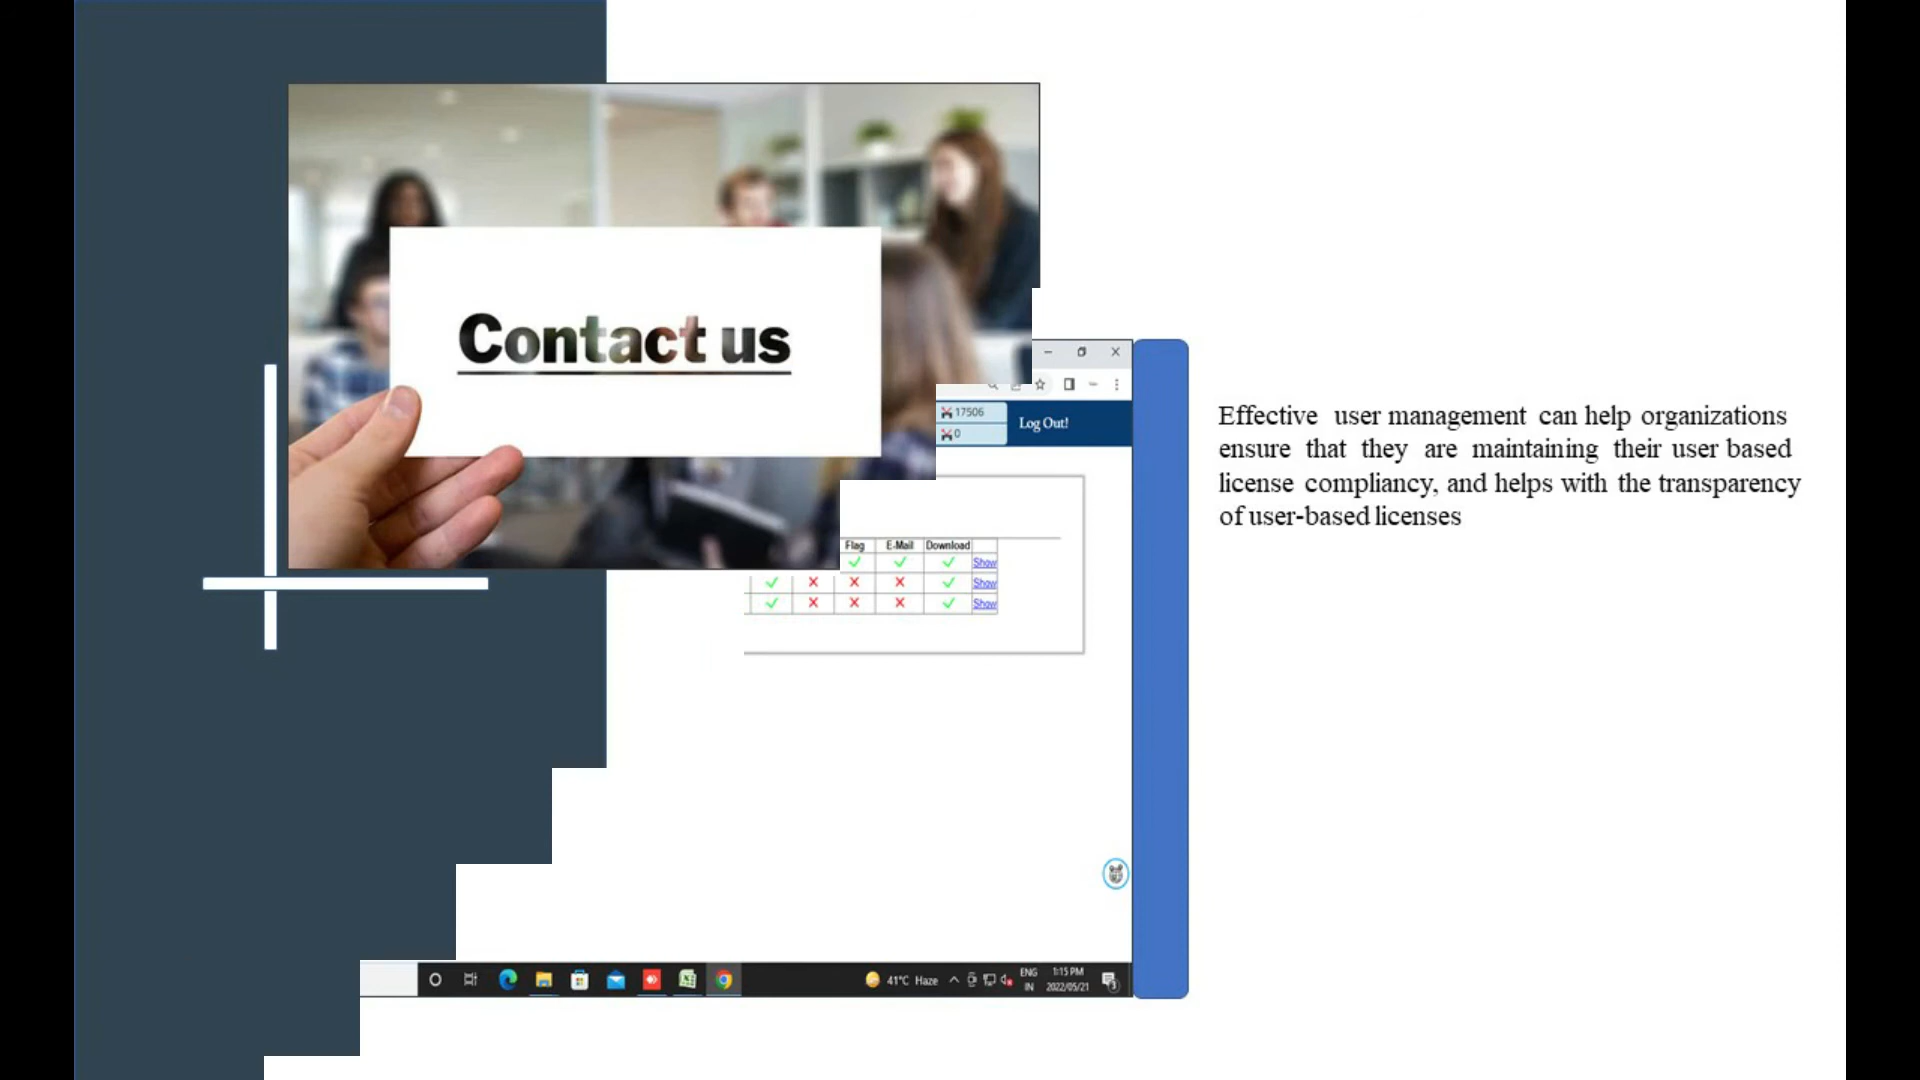 Contact us
17506
0
Log Out!
Flag E-Mail Download
Show
Show
Show
Effective user management can help organizations
ensure that they are maintaining their user based
license compliancy, and helps with the transparency
of user-based licenses
41°C Haze
ENG
IN
1:15 PM
2022/05/21
3